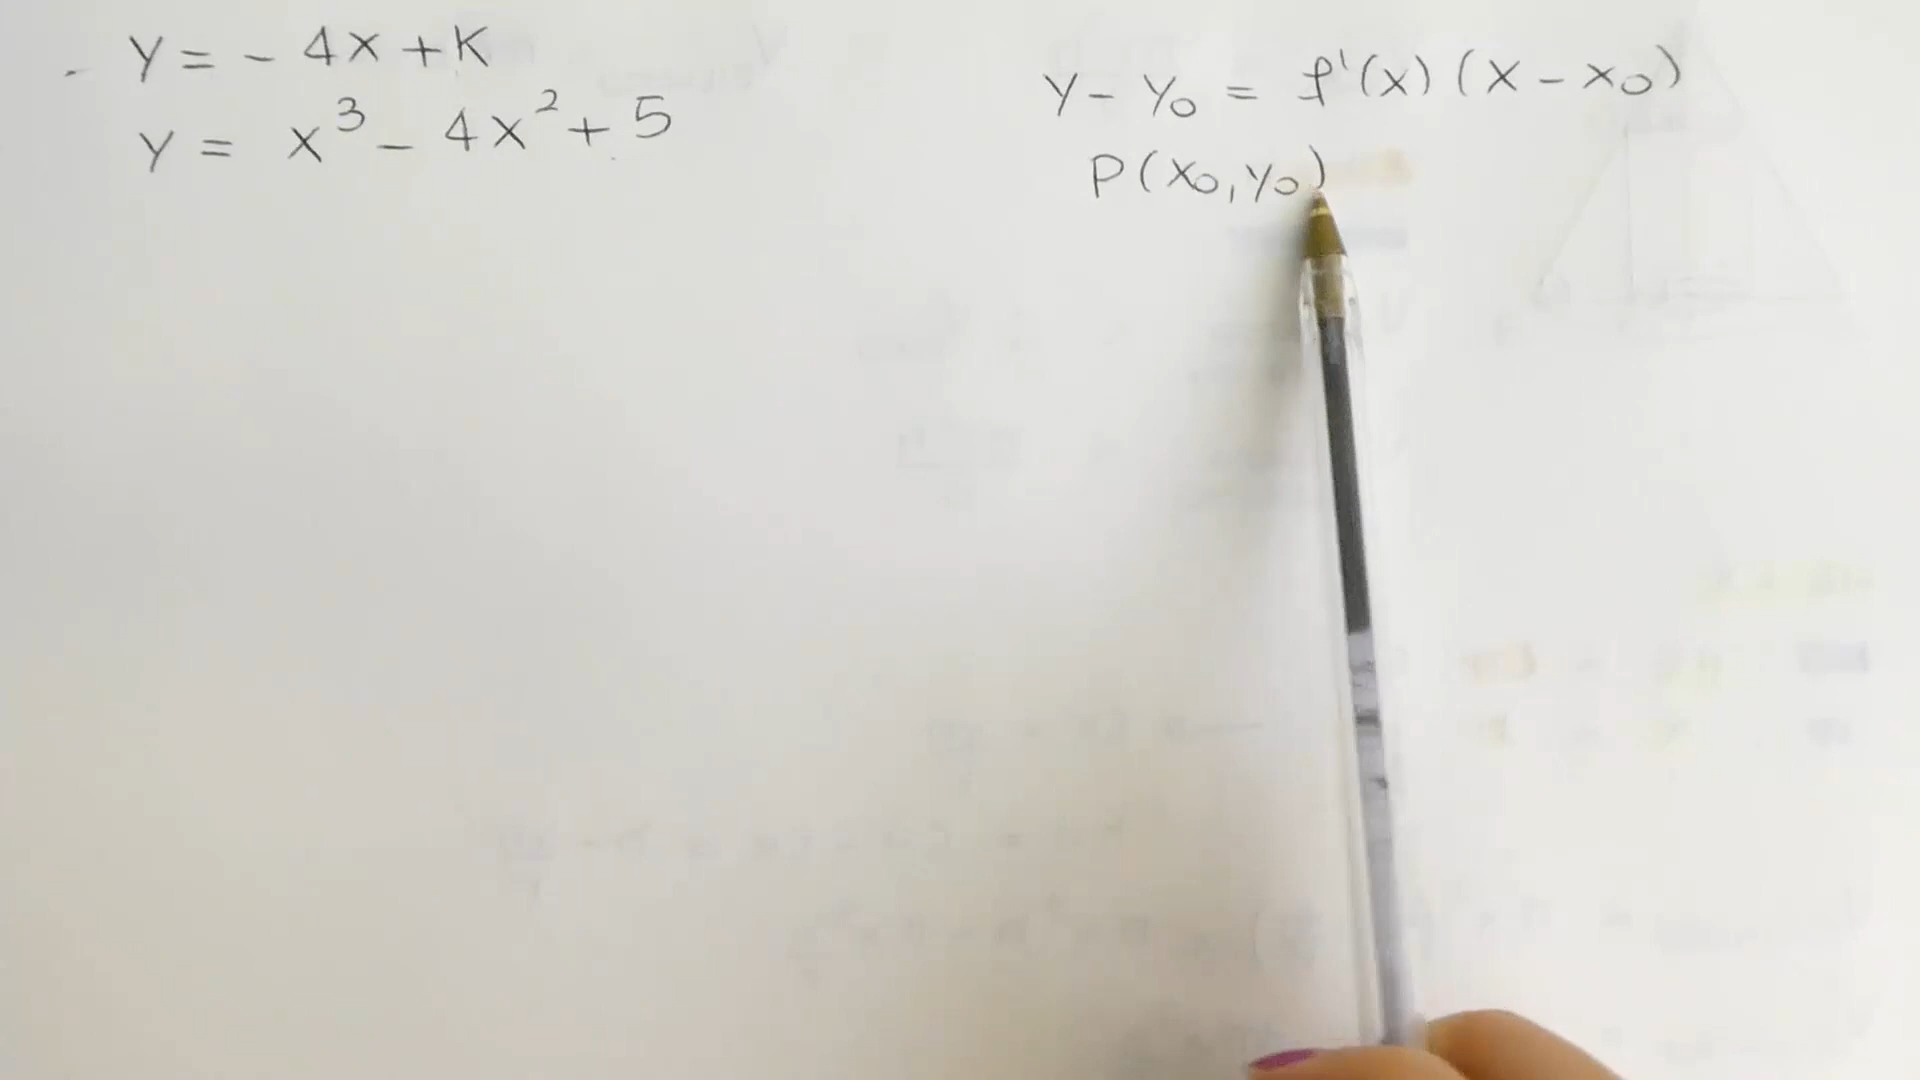 y = - 4x + K
y = x³ - 4x² + 5
y - y₀ = f'(x) (x - x₀)
P(x₀, y₀)